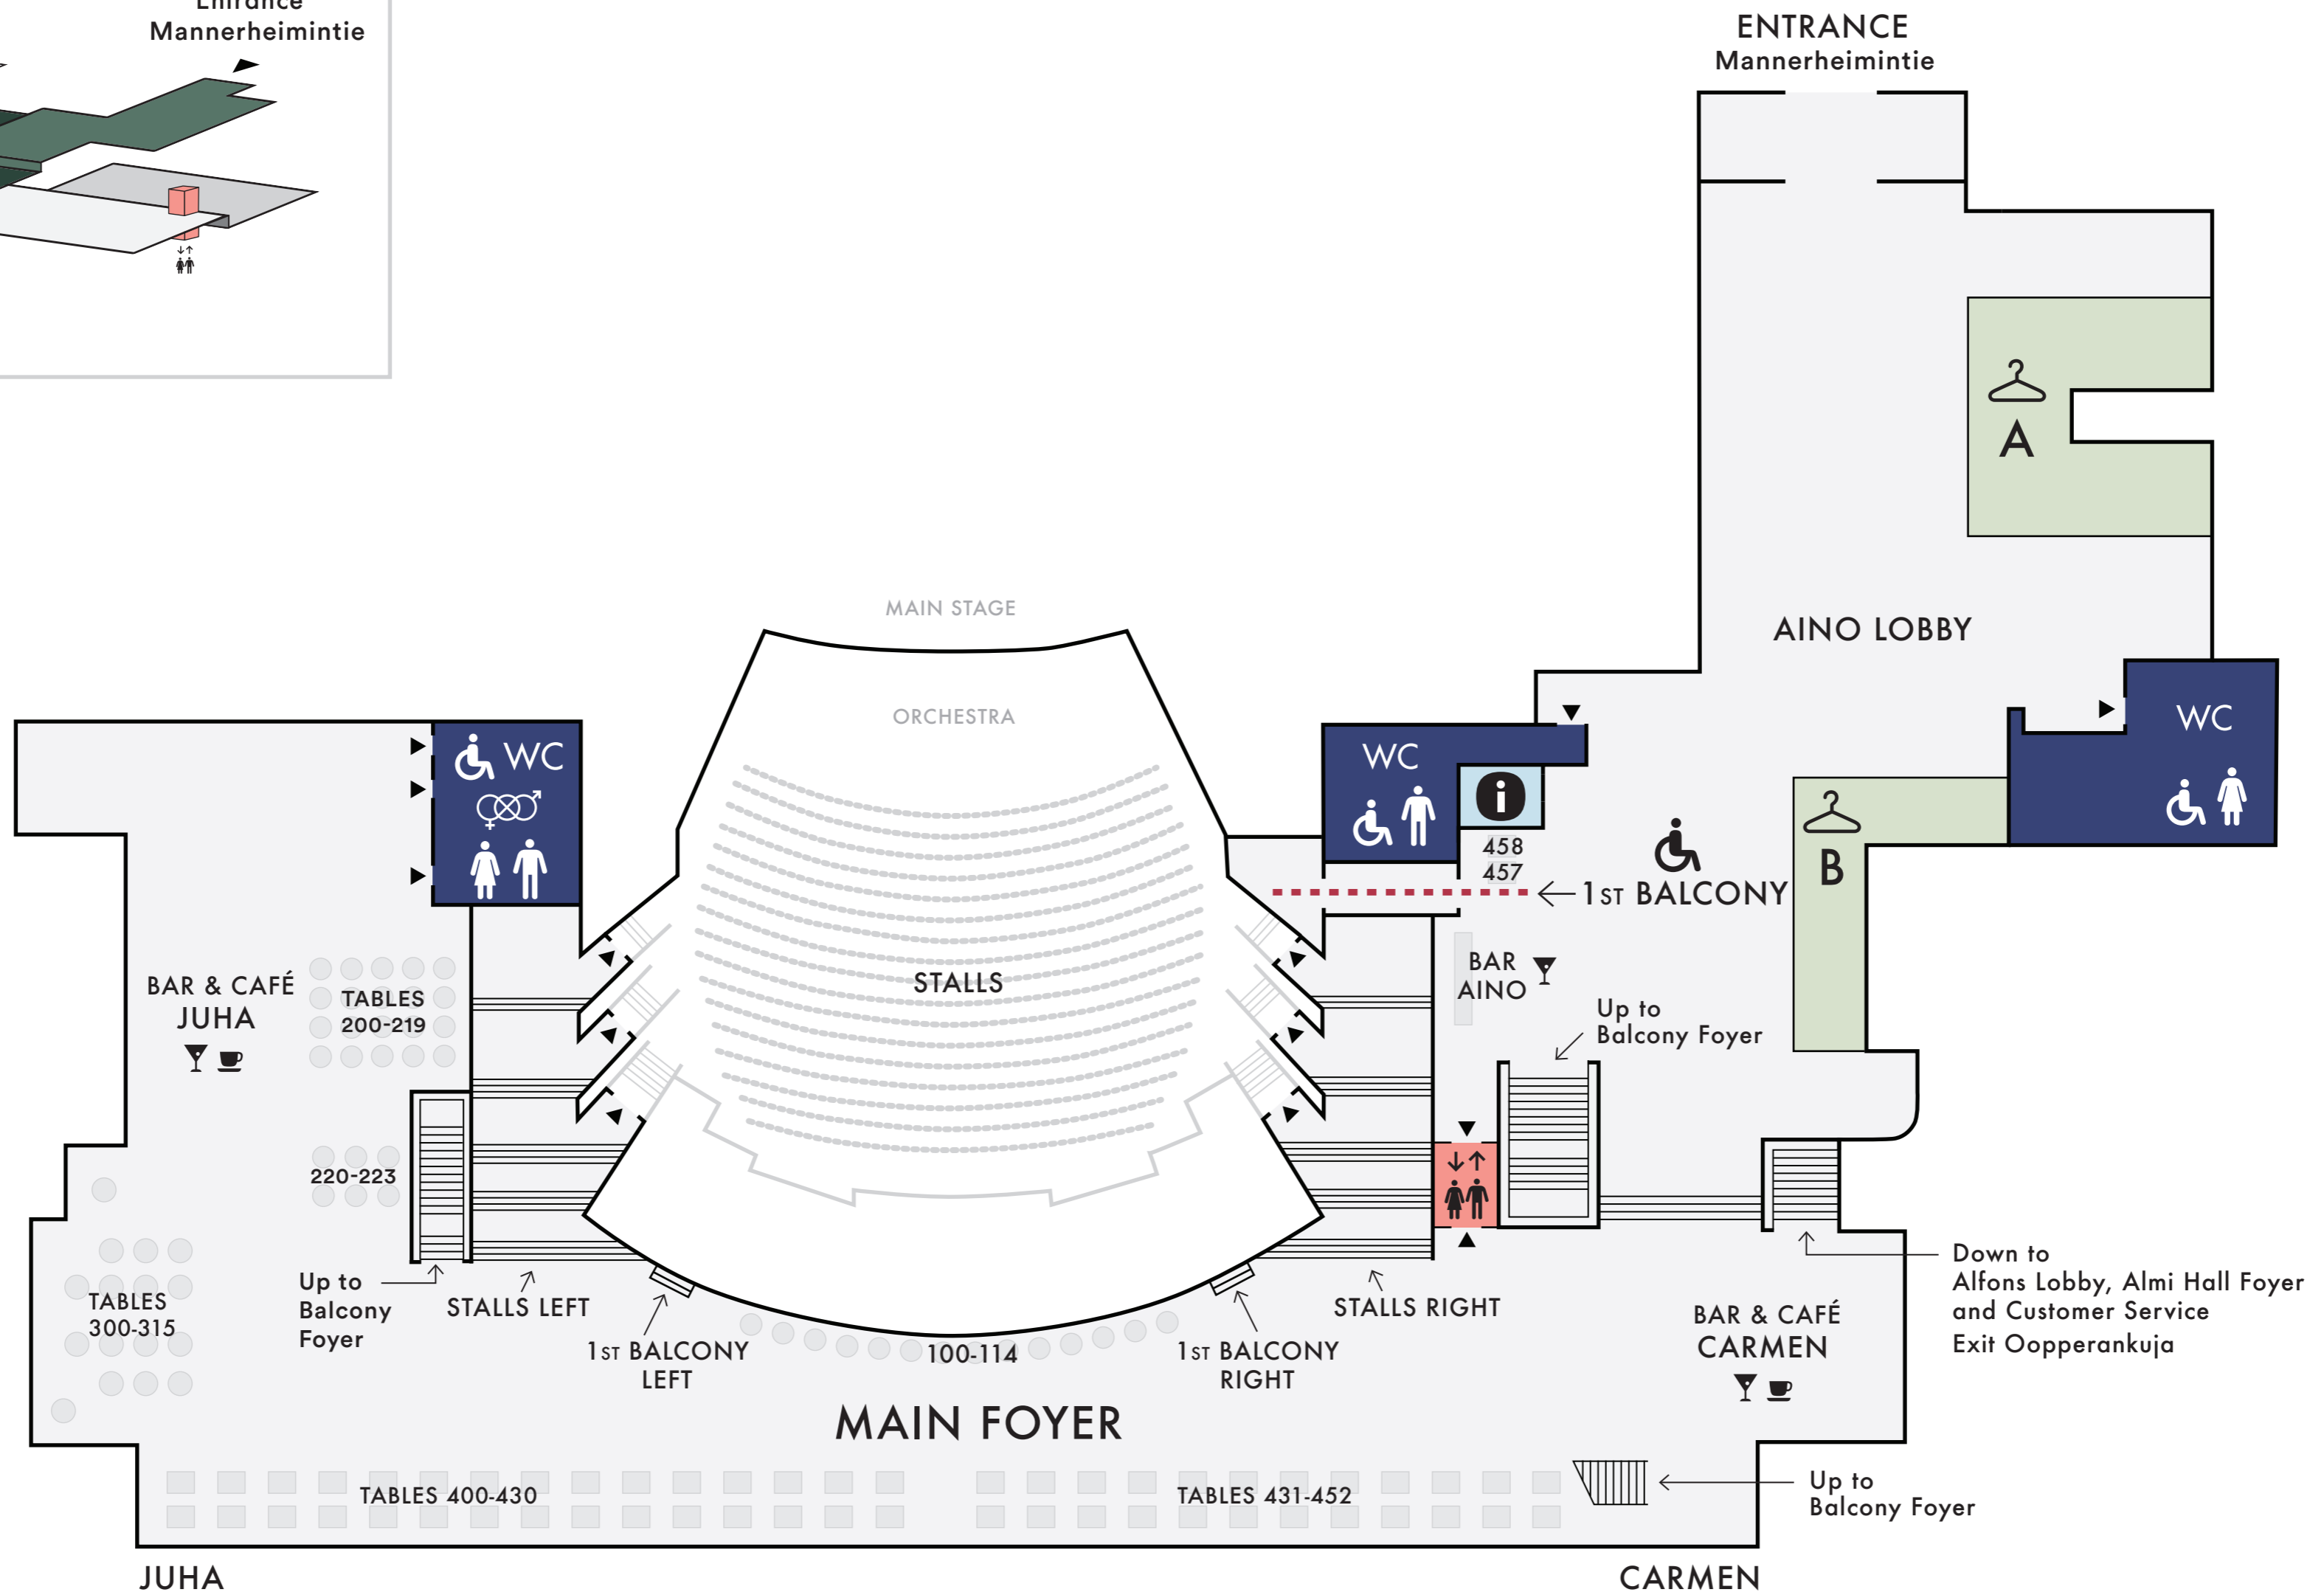 Entrance
Mannerheimintie
ENTRANCE
Mannerheimintie
A
AINO LOBBY
MAIN STAGE
ORCHESTRA
STALLS
WC
WC
i
458
457
WC
B
1ST BALCONY
BAR & CAFÉ
JUHA
TABLES
200-219
220-223
TABLES
300-315
BAR
AINO
Up to
Balcony Foyer
Up to
Balcony
Foyer
STALLS LEFT
1ST BALCONY
LEFT
100-114
1ST BALCONY
RIGHT
STALLS RIGHT
BAR & CAFÉ
CARMEN
Down to
Alfons Lobby, Almi Hall Foyer
and Customer Service
Exit Oopperankuja
MAIN FOYER
TABLES 400-430
TABLES 431-452
Up to
Balcony Foyer
JUHA
CARMEN